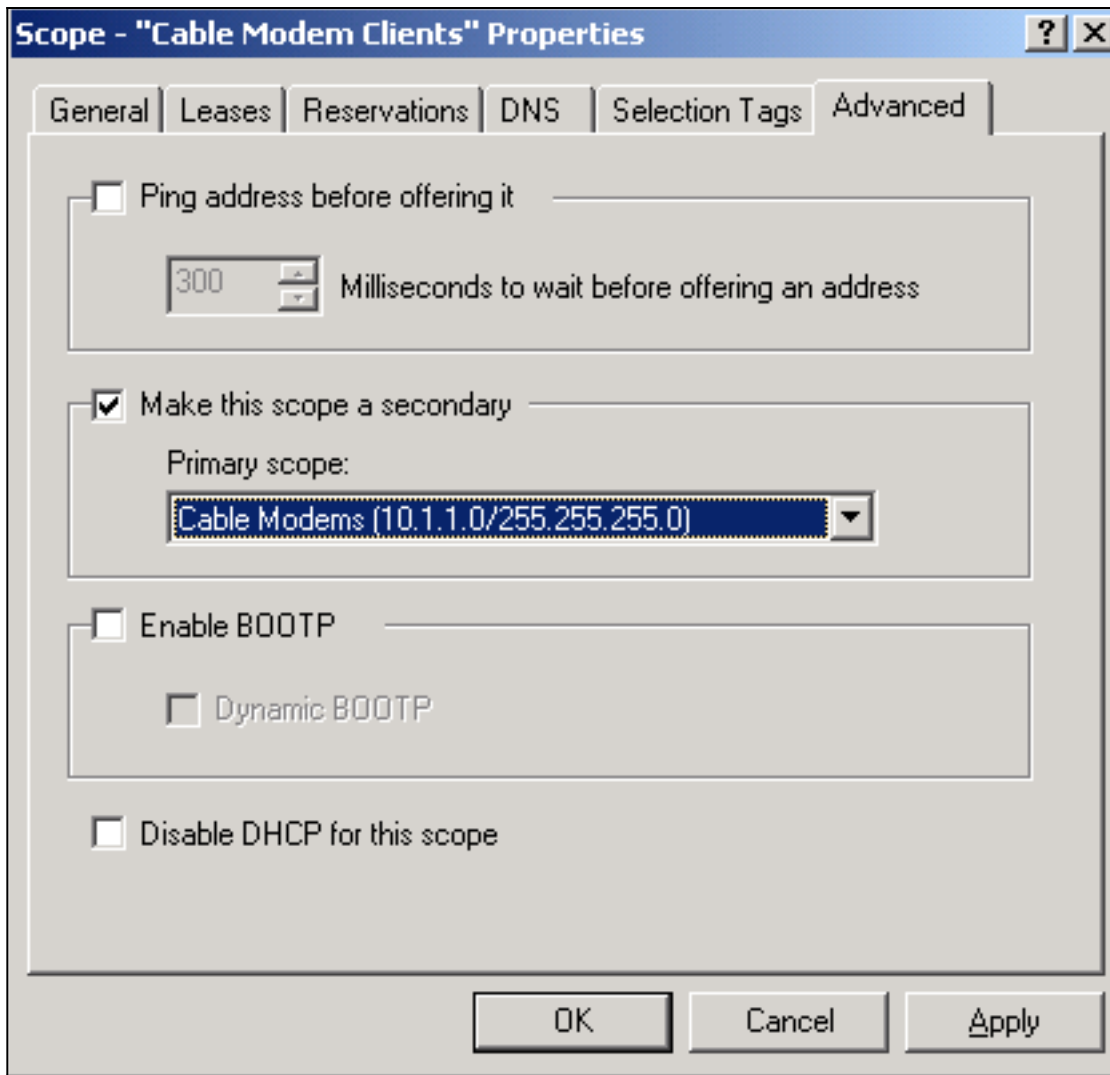 Scope - "Cable Modem Clients" Properties
General Leases Reservations DNS Selection Tags Advanced
Ping address before offering it
300 Milliseconds to wait before offering an address
Make this scope a secondary
Primary scope:
Cable Modems (10.1.1.0/255.255.255.0)
Enable BOOTP
Dynamic BOOTP
Disable DHCP for this scope
OK Cancel Apply